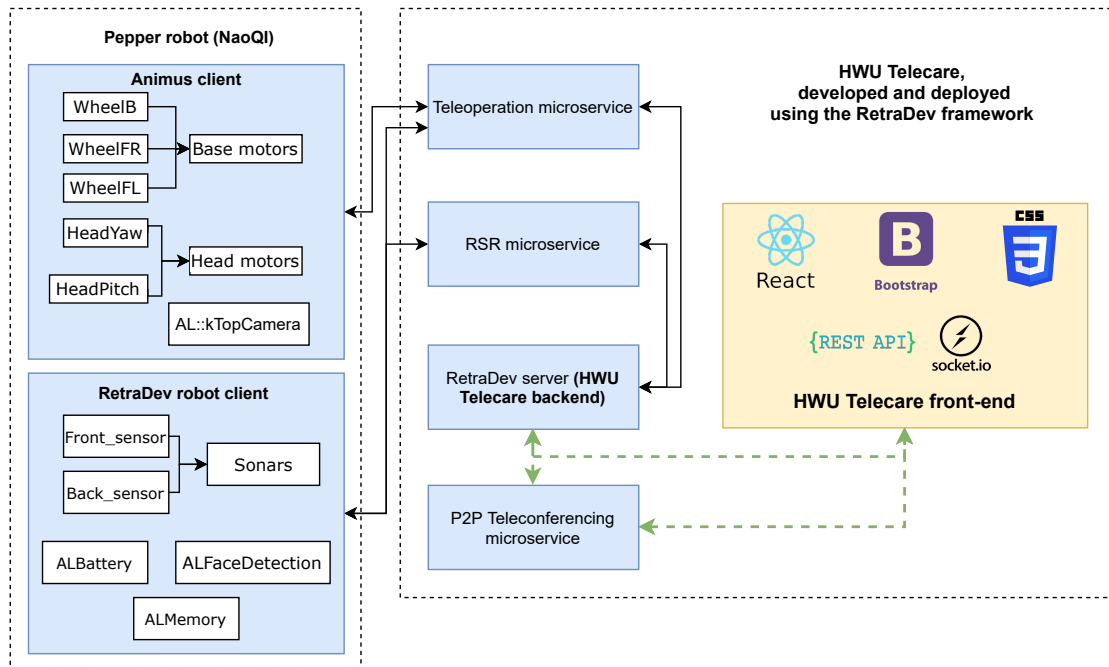 Pepper robot (NaoQI)
Animus client
WheelB
WheelFR
WheelFL
Base motors
HeadYaw
HeadPitch
Head motors
AL::kTopCamera
RetraDev robot client
Front_sensor
Back_sensor
Sonars
ALBattery
ALFaceDetection
ALMemory
Teleoperation microservice
RSR microservice
RetraDev server (HWU
Telecare backend)
P2P Teleconferencing
microservice
HWU Telecare,
developed and deployed
using the RetraDev framework
React
B
Bootstrap
CSS
3
{REST API}
socket.io
HWU Telecare front-end